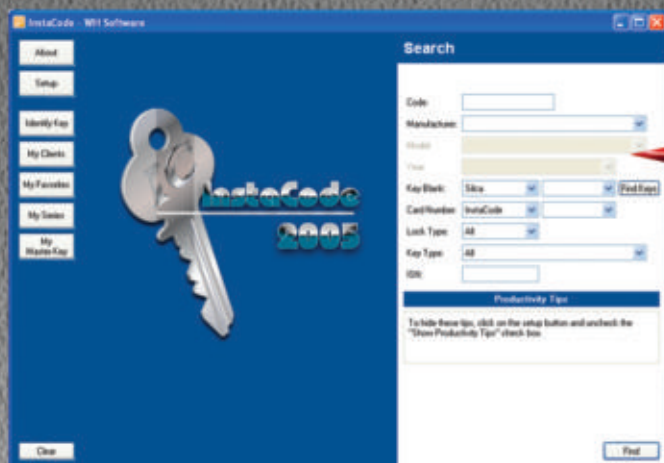 InstaCode - WH Software
About
Setup
Identify Key
My Clients
My Favorites
My Series
My
Master Key
Clear
InstaCode
2005
Search
Code:
Manufacturer:
Model:
Year:
Key Blank: Silca Find Keys
Card Number: InstaCode
Lock Type: All
Key Type: All
ISN:
Productivity Tips
To hide these tips, click on the setup button and uncheck the
"Show Productivity Tips" check box.
Find